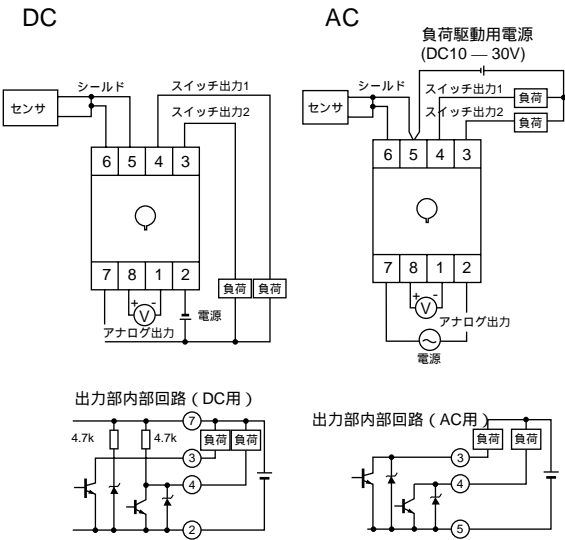 DC
シールド
スイッチ出力1
スイッチ出力2
センサ
6 5 4 3
7 8 1 2
+ -
V
アナログ出力
負荷 負荷
電源
出力部内部回路（DC用）
7
4.7k 4.7k
負荷 負荷
3
4
2
AC
負荷駆動用電源
(DC10 — 30V)
シールド
スイッチ出力1
スイッチ出力2
センサ
負荷
負荷
6 5 4 3
7 8 1 2
+ -
V
アナログ出力
電源
出力部内部回路（AC用）
負荷 負荷
3
4
5